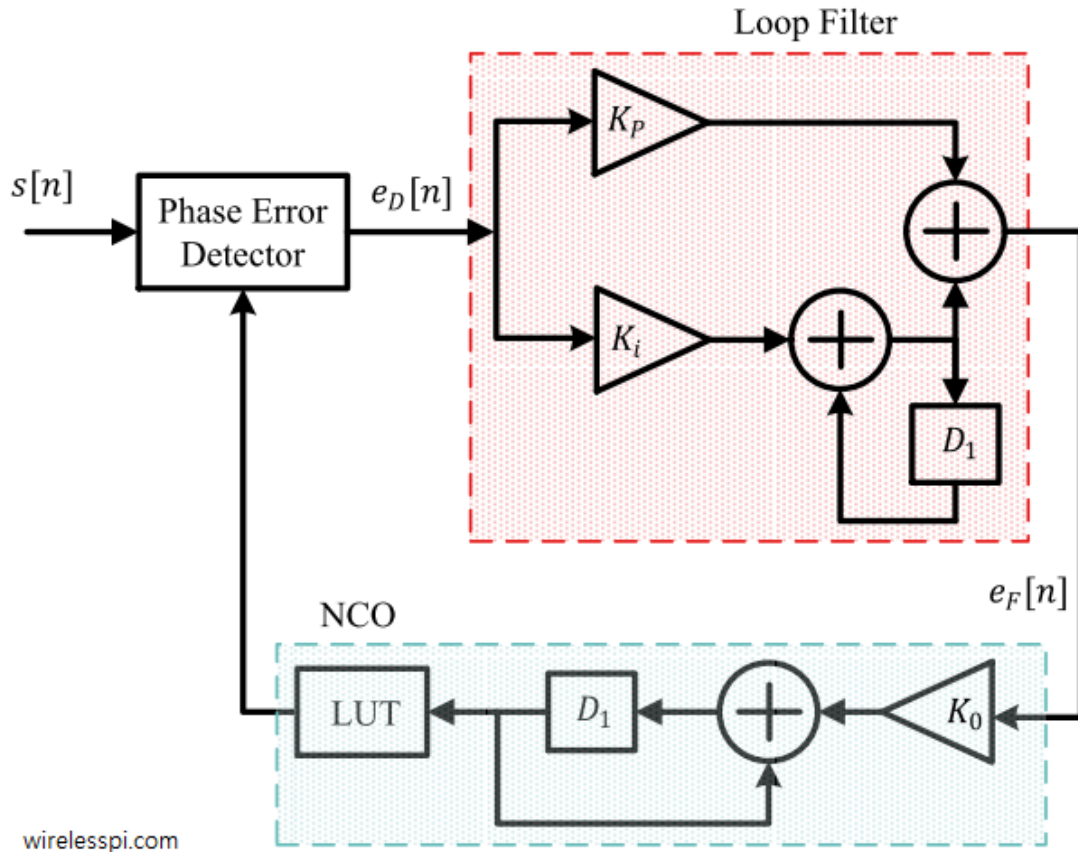 Loop Filter
K_P
s[n]
Phase Error
Detector
e_D[n]
K_i
D_1
e_F[n]
NCO
LUT
D_1
K_0
wirelesspi.com